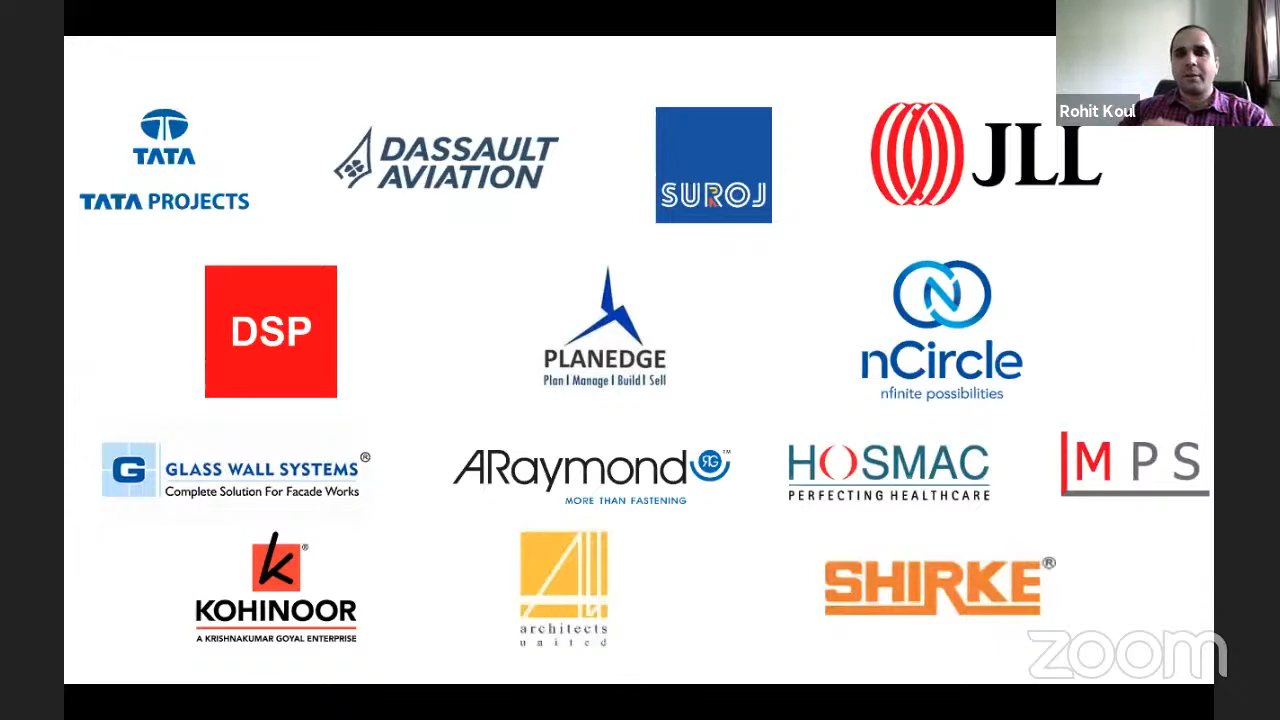 Rohit Koul
TATA
TATA PROJECTS
DASSAULT
AVIATION
SUROJ
JLL
DSP
PLANEDGE
Plan | Manage | Build | Sell
nCircle
nfinite possibilities
G GLASS WALL SYSTEMS®
Complete Solution For Facade Works
ARaymond RG ™
MORE THAN FASTENING
HOSMAC
PERFECTING HEALTHCARE
MPS
k®
KOHINOOR
A KRISHNAKUMAR GOYAL ENTERPRISE
architects
united
SHIRKE®
zoom